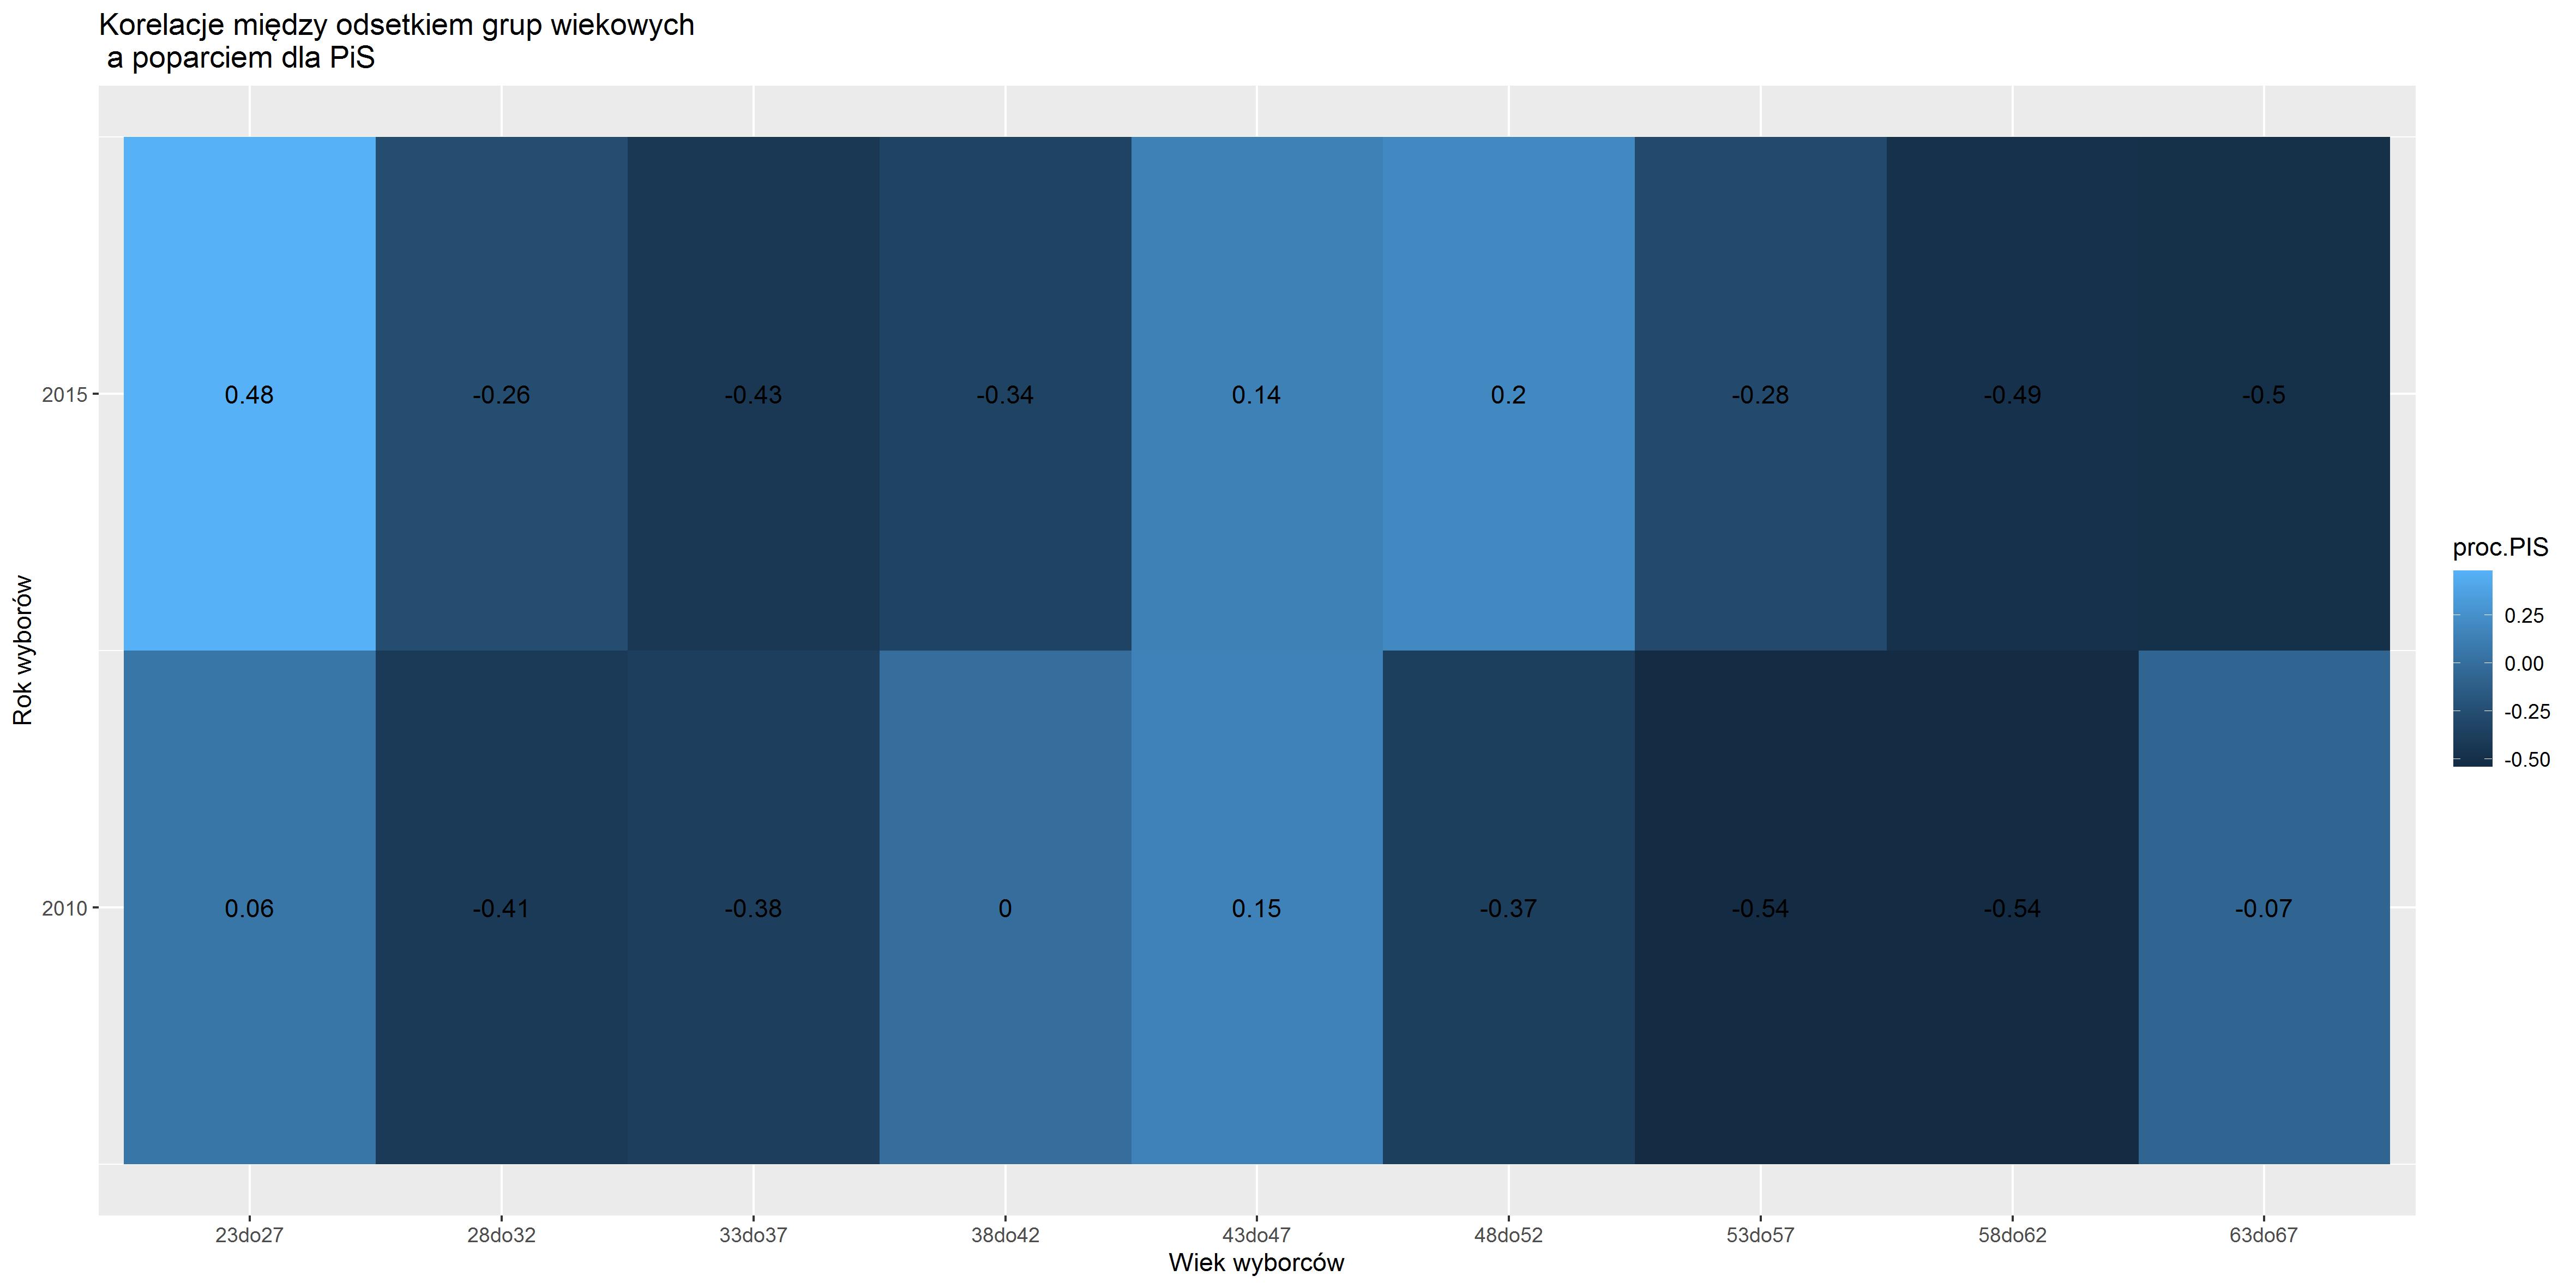 Korelacje między odsetkiem grup wiekowych
a poparciem dla PiS
Rok wyborów
2015
0.48 -0.26 -0.43 -0.34 0.14 0.2 -0.28 -0.49 -0.5
2010
0.06 -0.41 -0.38 0 0.15 -0.37 -0.54 -0.54 -0.07
23do27 28do32 33do37 38do42 43do47 48do52 53do57 58do62 63do67
Wiek wyborców
proc.PIS
0.25
0.00
-0.25
-0.50